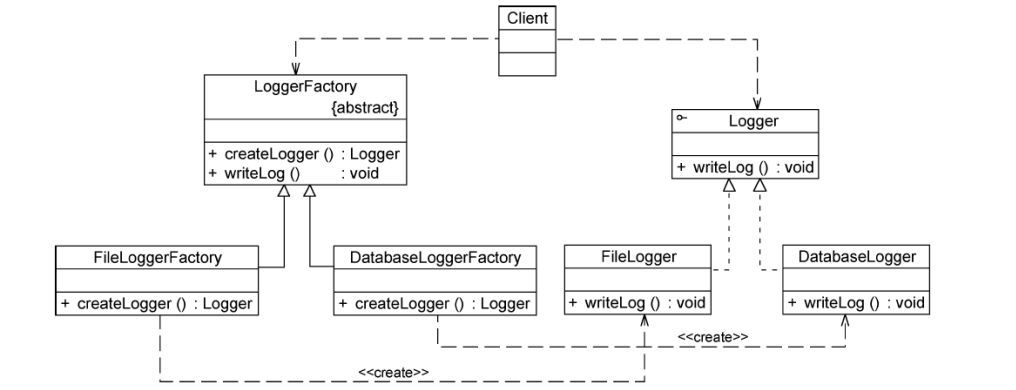 Client
LoggerFactory
{abstract}
+ createLogger () : Logger
+ writeLog () : void
Logger
+ writeLog () : void
FileLoggerFactory
+ createLogger () : Logger
DatabaseLoggerFactory
+ createLogger () : Logger
FileLogger
+ writeLog () : void
DatabaseLogger
+ writeLog () : void
<<create>>
<<create>>